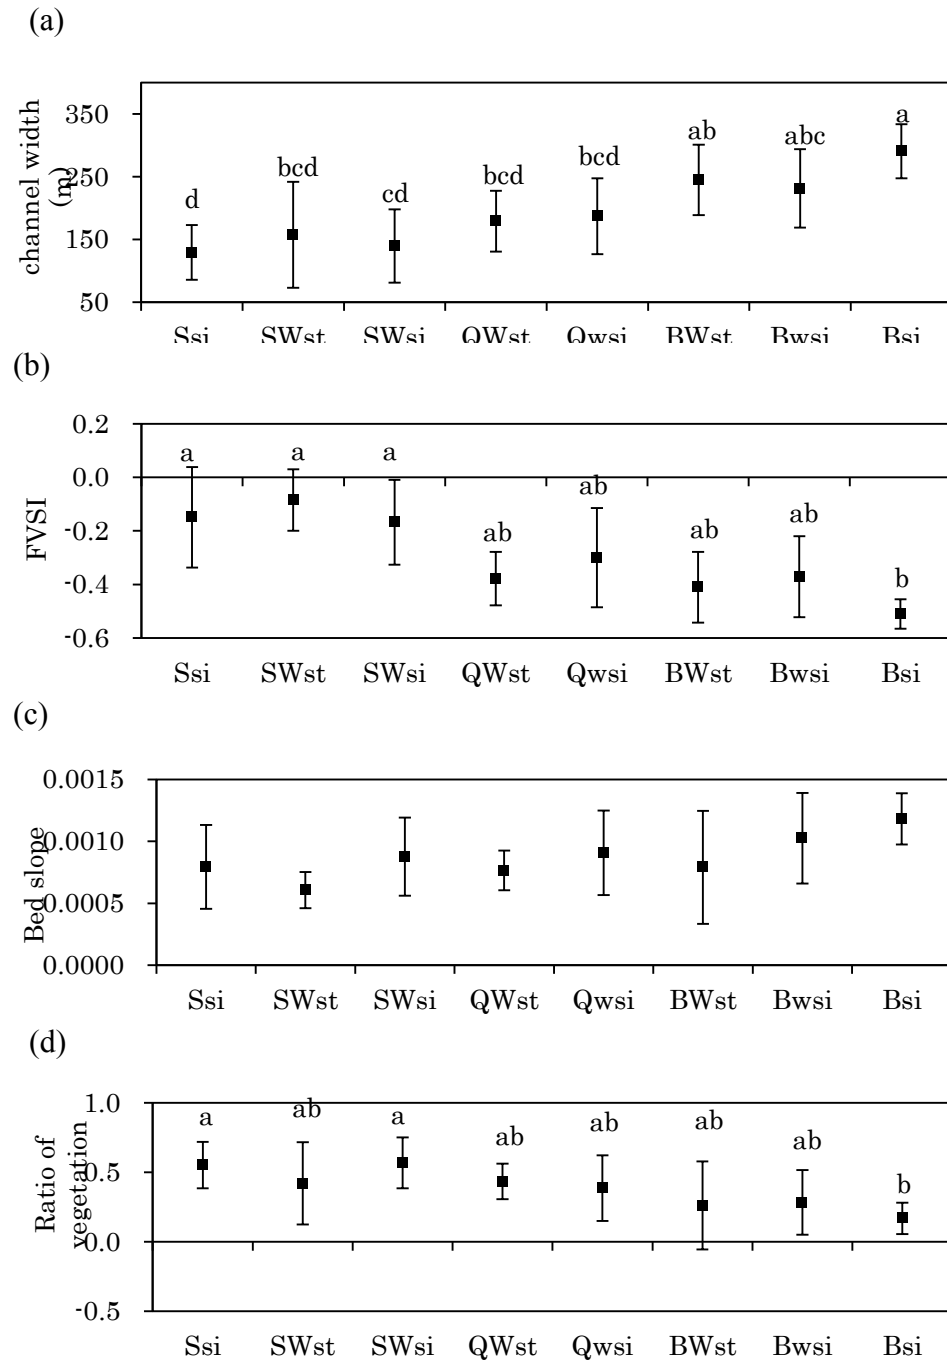 (a)
channel width
(m)
350
250
150
50
d
bcd
cd
bcd
bcd
ab
abc
a
Ssi SWst SWsi QWst Qwsi BWst Bwsi Bsi
(b)
FVSI
0.2
0.0
-0.2
-0.4
-0.6
a
a
a
ab
ab
ab
ab
b
Ssi SWst SWsi QWst Qwsi BWst Bwsi Bsi
(c)
Bed slope
0.0015
0.0010
0.0005
0.0000
Ssi SWst SWsi QWst Qwsi BWst Bwsi Bsi
(d)
Ratio of
vegetation
1.0
0.5
0.0
-0.5
a
ab
a
ab
ab
ab
ab
b
Ssi SWst SWsi QWst Qwsi BWst Bwsi Bsi